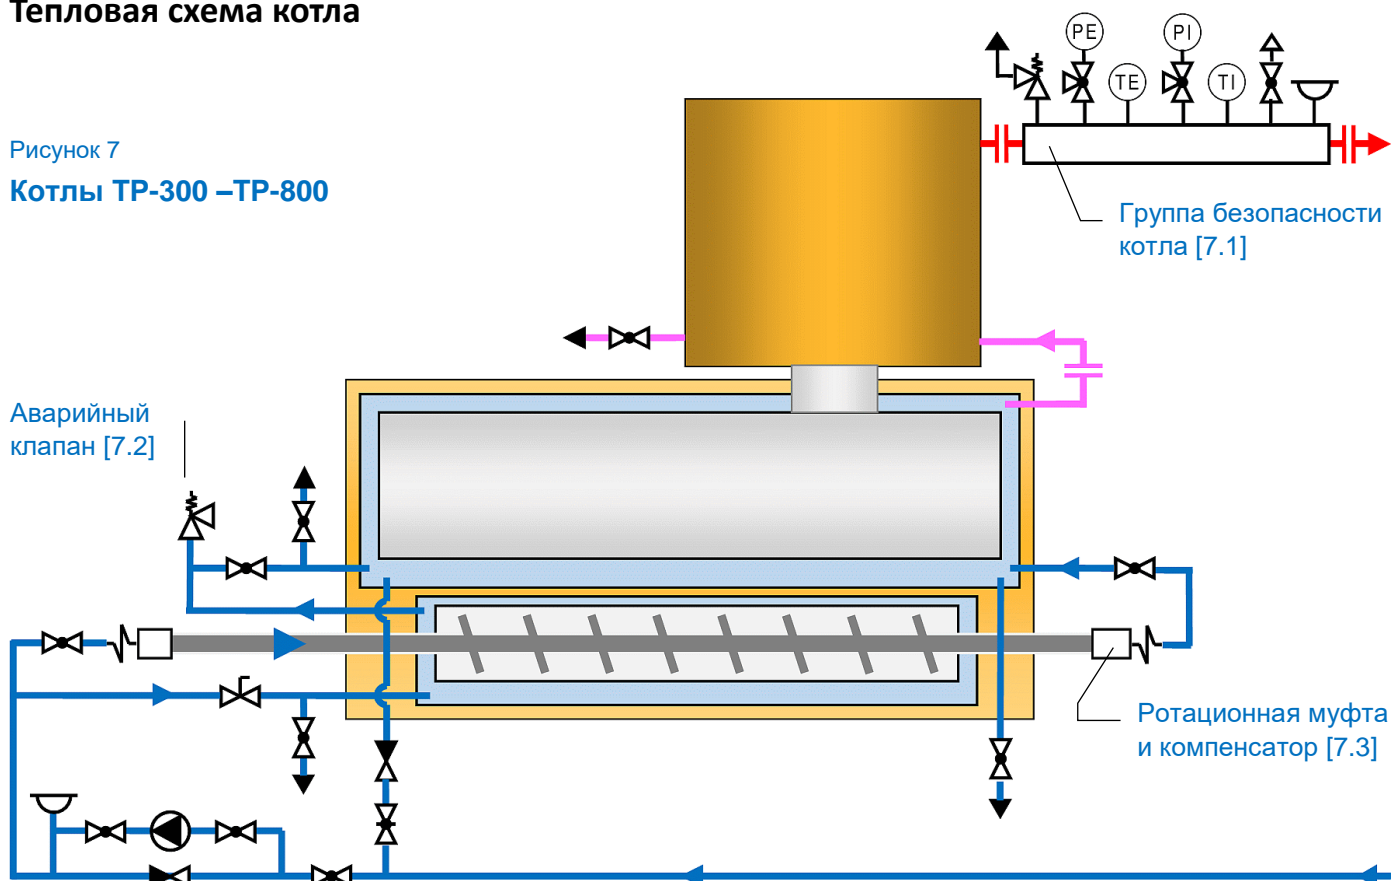 Тепловая схема котла
PE
PI
TE
TI
Рисунок 7
Котлы ТР-300 –ТР-800
Группа безопасности
котла [7.1]
Аварийный
клапан [7.2]
Ротационная муфта
и компенсатор [7.3]